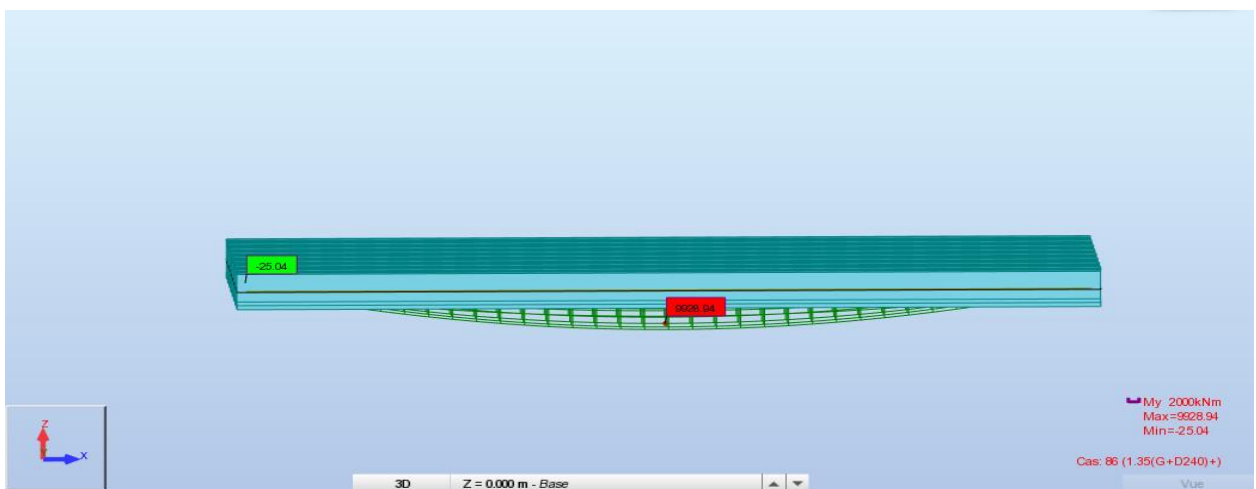 -25.04
9928.94
My 2000kNm
Max=9928.94
Min=-25.04
Cas: 86 (1.35(G+D240)+)
Z
X
3D Z = 0.000 m - Base
Vue